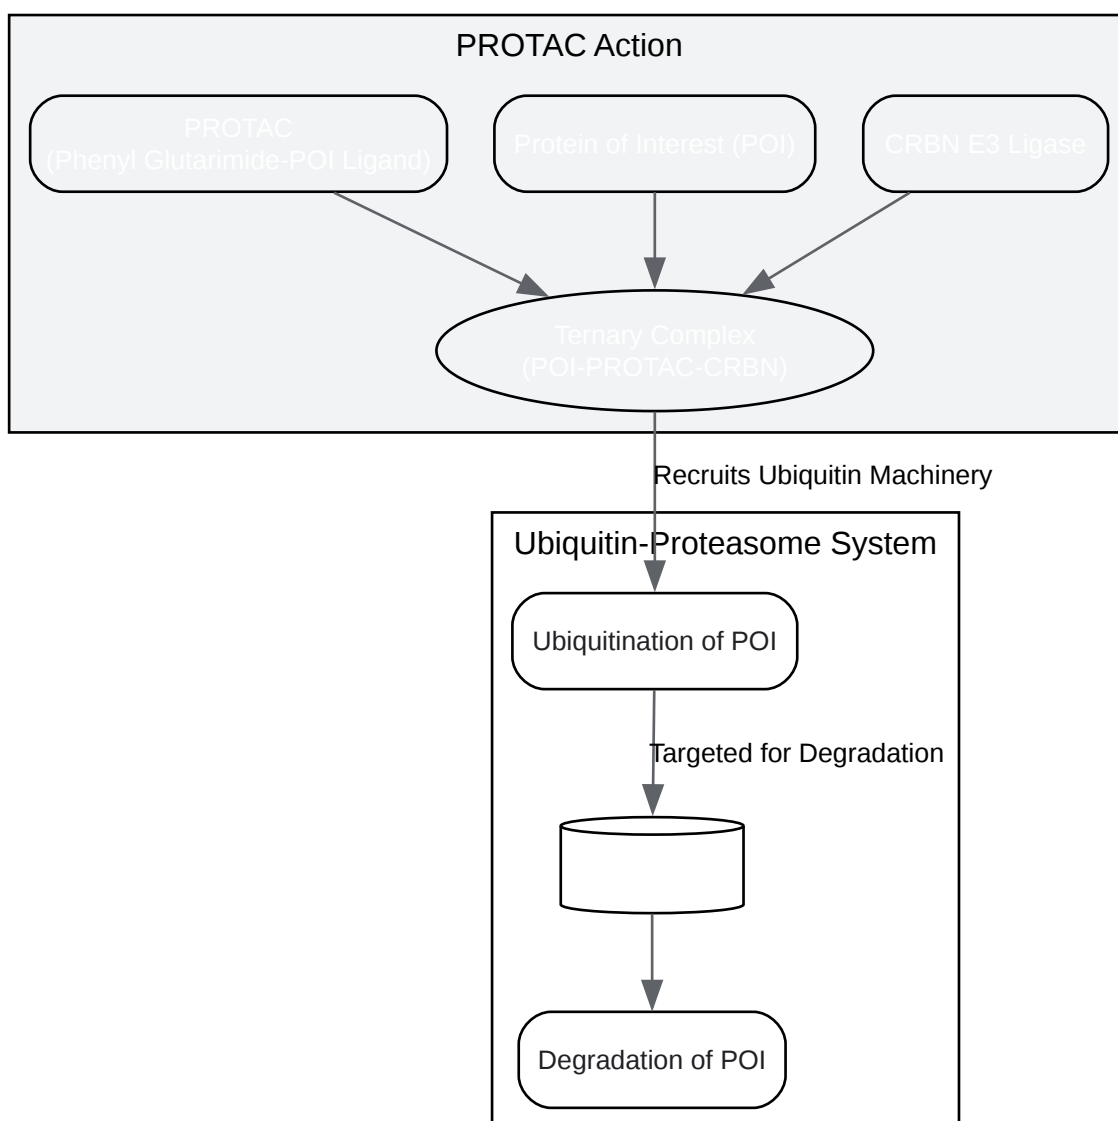 PROTAC Action
PROTAC
(Phenyl Glutarimide-POI Ligand)
Protein of Interest (POI)
CRBN E3 Ligase
Ternary Complex
(POI-PROTAC-CRBN)
Recruits Ubiquitin Machinery
Ubiquitin-Proteasome System
Ubiquitination of POI
Targeted for Degradation
Degradation of POI